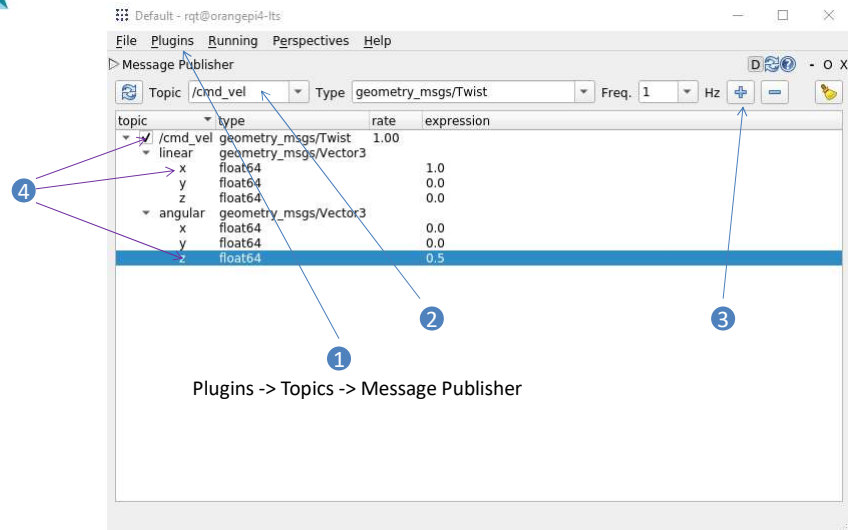 Default - rqt@orangepi4-lts
File Plugins Running Perspectives Help
Message Publisher D - O X
Topic /cmd_vel Type geometry_msgs/Twist Freq. 1 Hz
topic type rate expression
/cmd_vel geometry_msgs/Twist 1.00
linear geometry_msgs/Vector3
x float64 1.0
y float64 0.0
z float64 0.0
angular geometry_msgs/Vector3
x float64 0.0
y float64 0.0
z float64 0.5
4
2
3
1
Plugins -> Topics -> Message Publisher